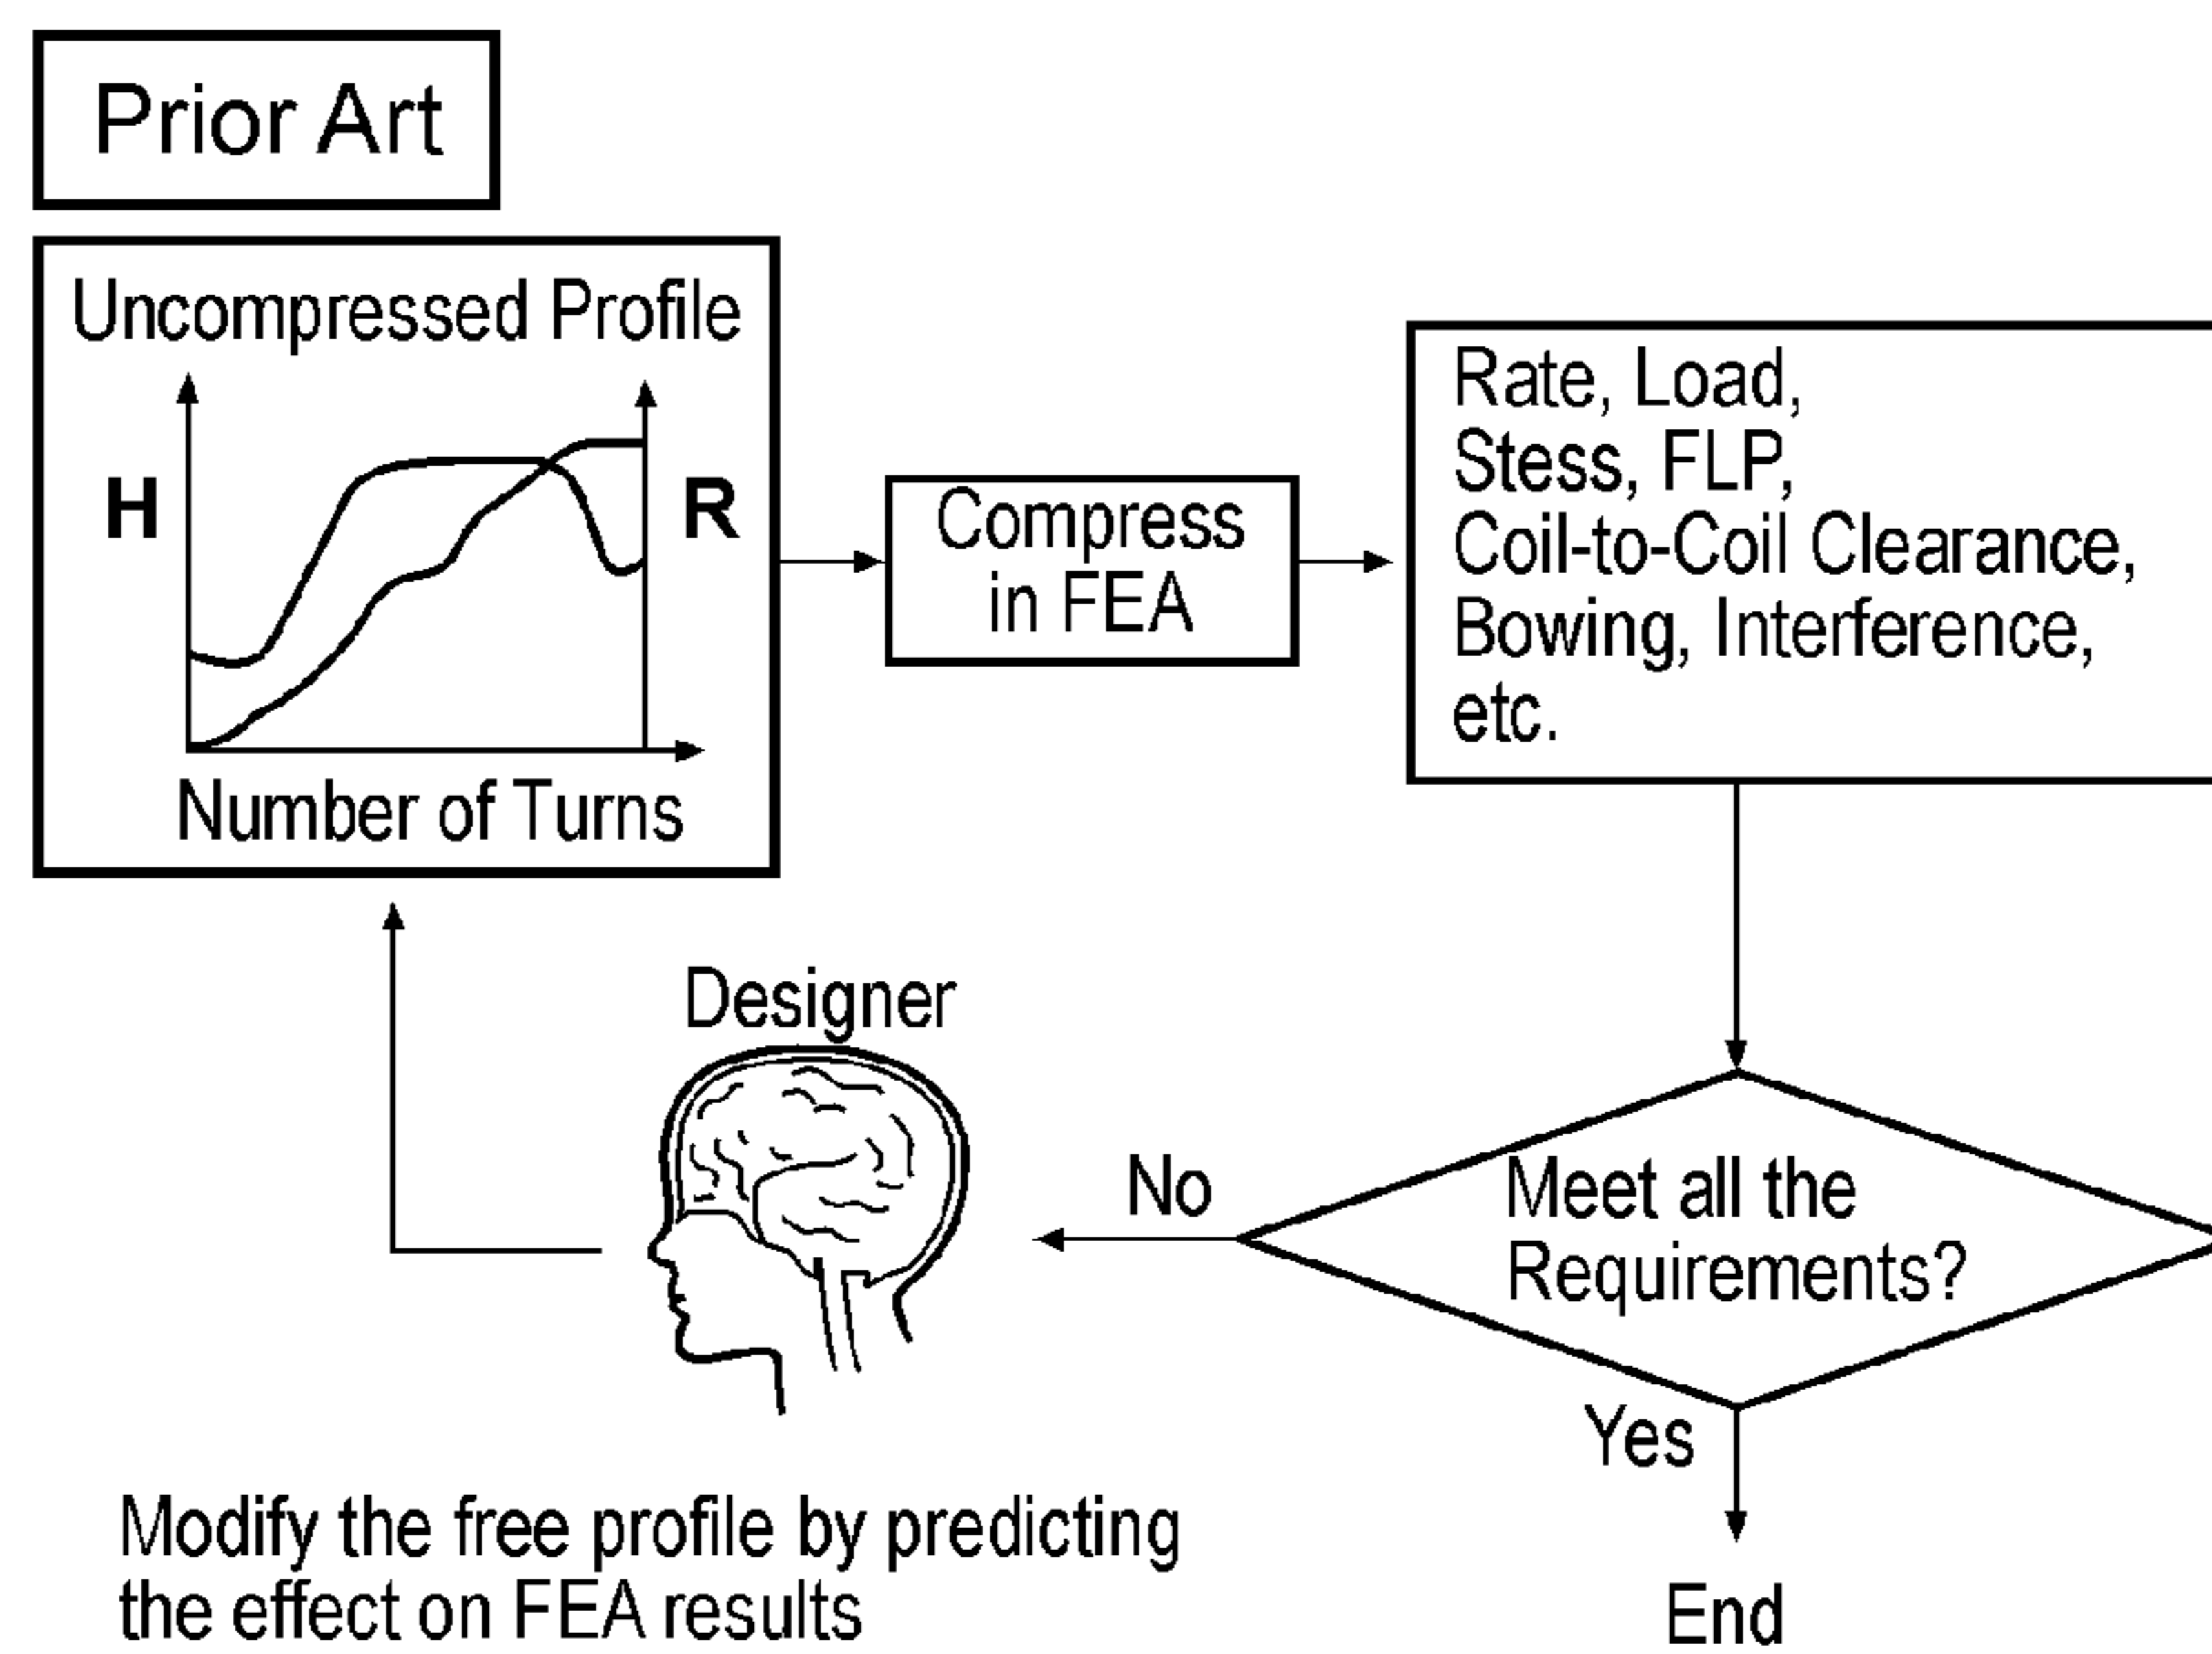 Prior Art
Uncompressed Profile
H
R
Number of Turns
Compress
in FEA
Rate, Load,
Stess, FLP,
Coil-to-Coil Clearance,
Bowing, Interference,
etc.
Designer
No
Meet all the
Requirements?
Yes
Modify the free profile by predicting
the effect on FEA results
End